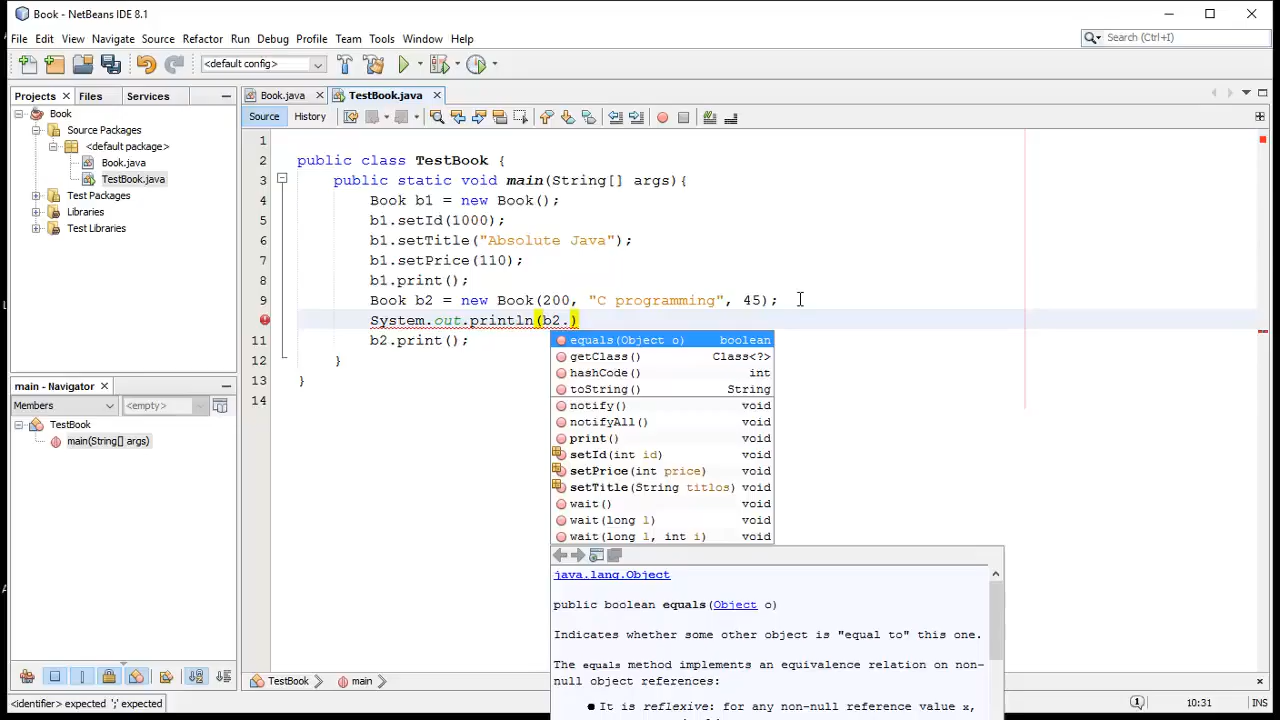 Book - NetBeans IDE 8.1
File Edit View Navigate Source Refactor Run Debug Profile Team Tools Window Help
Search (Ctrl+I)
<default config>
Projects Files Services
Book
Source Packages
<default package>
Book.java
TestBook.java
Test Packages
Libraries
Test Libraries
main - Navigator
Members <empty>
TestBook
main(String[] args)
Book.java TestBook.java
Source History
1
2 public class TestBook {
3 public static void main(String[] args){
4 Book b1 = new Book();
5 b1.setId(1000);
6 b1.setTitle("Absolute Java");
7 b1.setPrice(110);
8 b1.print();
9 Book b2 = new Book(200, "C programming", 45);
System.out.println(b2.)
11 b2.print();
12 }
13 }
14
equals(Object o) boolean
getClass() Class<?>
hashCode() int
toString() String
notify() void
notifyAll() void
print() void
setId(int id) void
setPrice(int price) void
setTitle(String titlos) void
wait() void
wait(long l) void
wait(long l, int i) void
java.lang.Object
public boolean equals(Object o)
Indicates whether some other object is "equal to" this one.
The equals method implements an equivalence relation on non-
null object references:
It is reflexive: for any non-null reference value x,
TestBook main
<identifier> expected ';' expected
1 10:31 INS